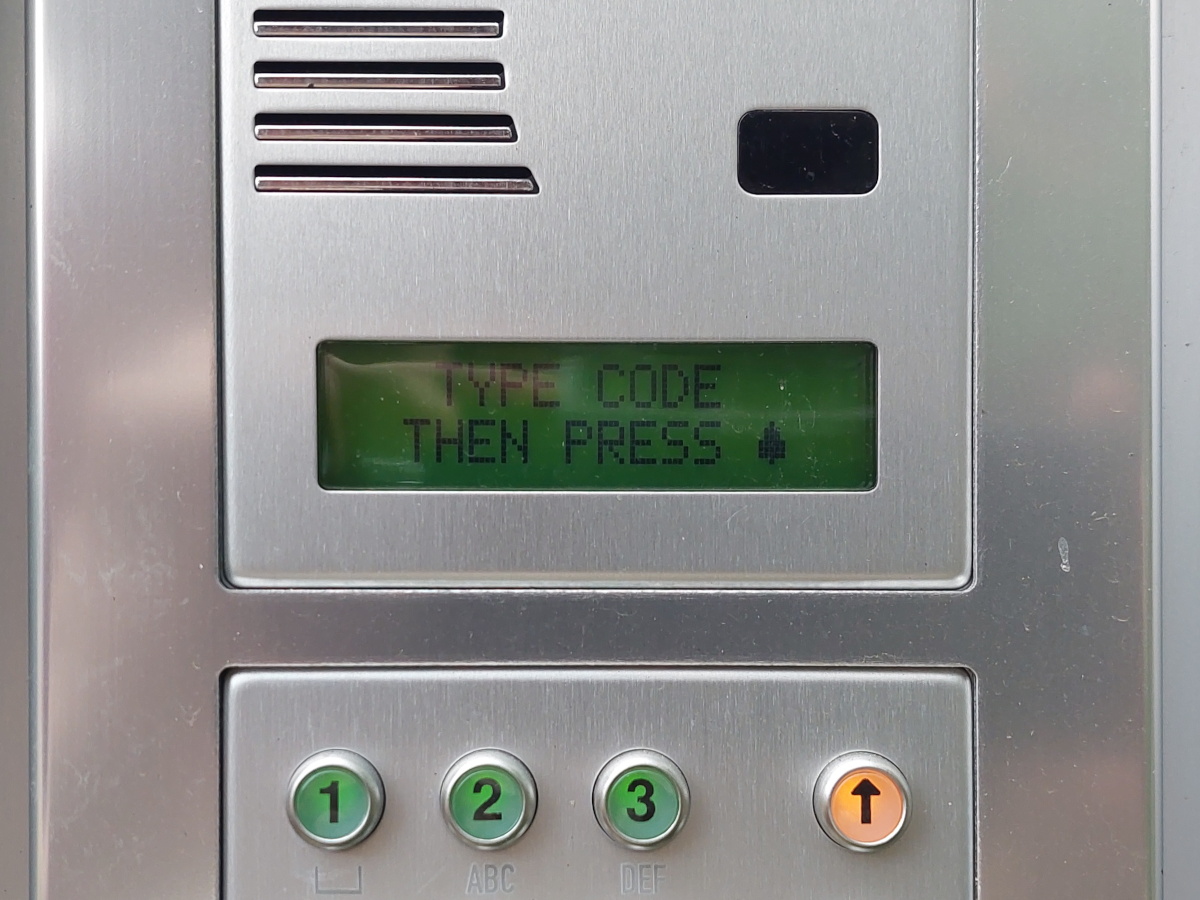 TYPE CODE
THEN PRESS 🔔
1 2 3 ↑
ABC DEF